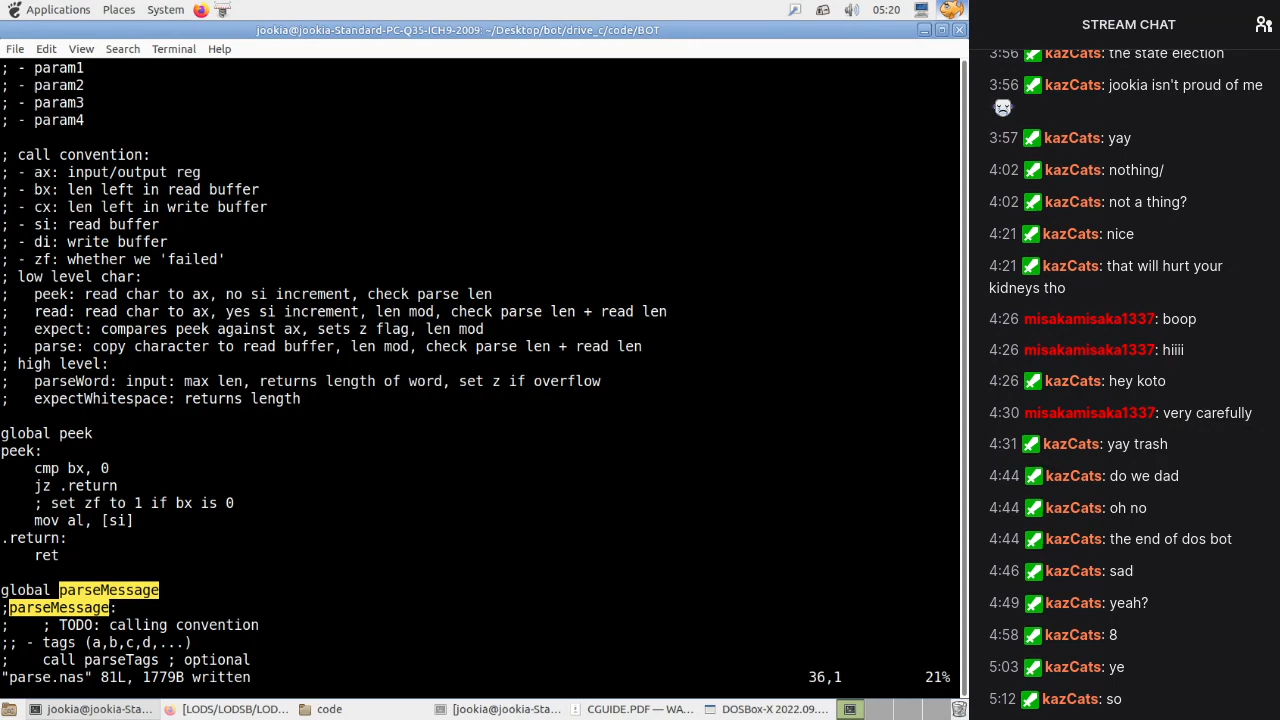 Applications Places System 05:20
jookia@jookia-Standard-PC-Q35-ICH9-2009: ~/Desktop/bot/drive_c/code/BOT
File Edit View Search Terminal Help
; - param1
; - param2
; - param3
; - param4
; call convention:
; - ax: input/output reg
; - bx: len left in read buffer
; - cx: len left in write buffer
; - si: read buffer
; - di: write buffer
; - zf: whether we 'failed'
; low level char:
;   peek: read char to ax, no si increment, check parse len
;   read: read char to ax, yes si increment, len mod, check parse len + read len
;   expect: compares peek against ax, sets z flag, len mod
;   parse: copy character to read buffer, len mod, check parse len + read len
; high level:
;   parseWord: input: max len, returns length of word, set z if overflow
;   expectWhitespace: returns length
global peek
peek:
    cmp bx, 0
    jz .return
    ; set zf to 1 if bx is 0
    mov al, [si]
.return:
    ret
global parseMessage
;parseMessage:
;    ; TODO: calling convention
;; - tags (a,b,c,d,...)
;    call parseTags ; optional
"parse.nas" 81L, 1779B written 36,1 21%
jookia@jookia-Sta... [LODS/LODSB/LOD... ce [jookia@jookia-Sta... CGUIDE.PDF — WA... DOSBox-X 2022.09....
STREAM CHAT
3:56 kazCats: the state election
3:56 kazCats: jookia isn't proud of me
3:57 kazCats: yay
4:02 kazCats: nothing/
4:02 kazCats: not a thing?
4:21 kazCats: nice
4:21 kazCats: that will hurt your
kidneys tho
4:26 misakamisaka1337: boop
4:26 misakamisaka1337: hiiii
4:26 kazCats: hey koto
4:30 misakamisaka1337: very carefully
4:31 kazCats: yay trash
4:44 kazCats: do we dad
4:44 kazCats: oh no
4:44 kazCats: the end of dos bot
4:46 kazCats: sad
4:49 kazCats: yeah?
4:58 kazCats: 8
5:03 kazCats: ye
5:12 kazCats: so